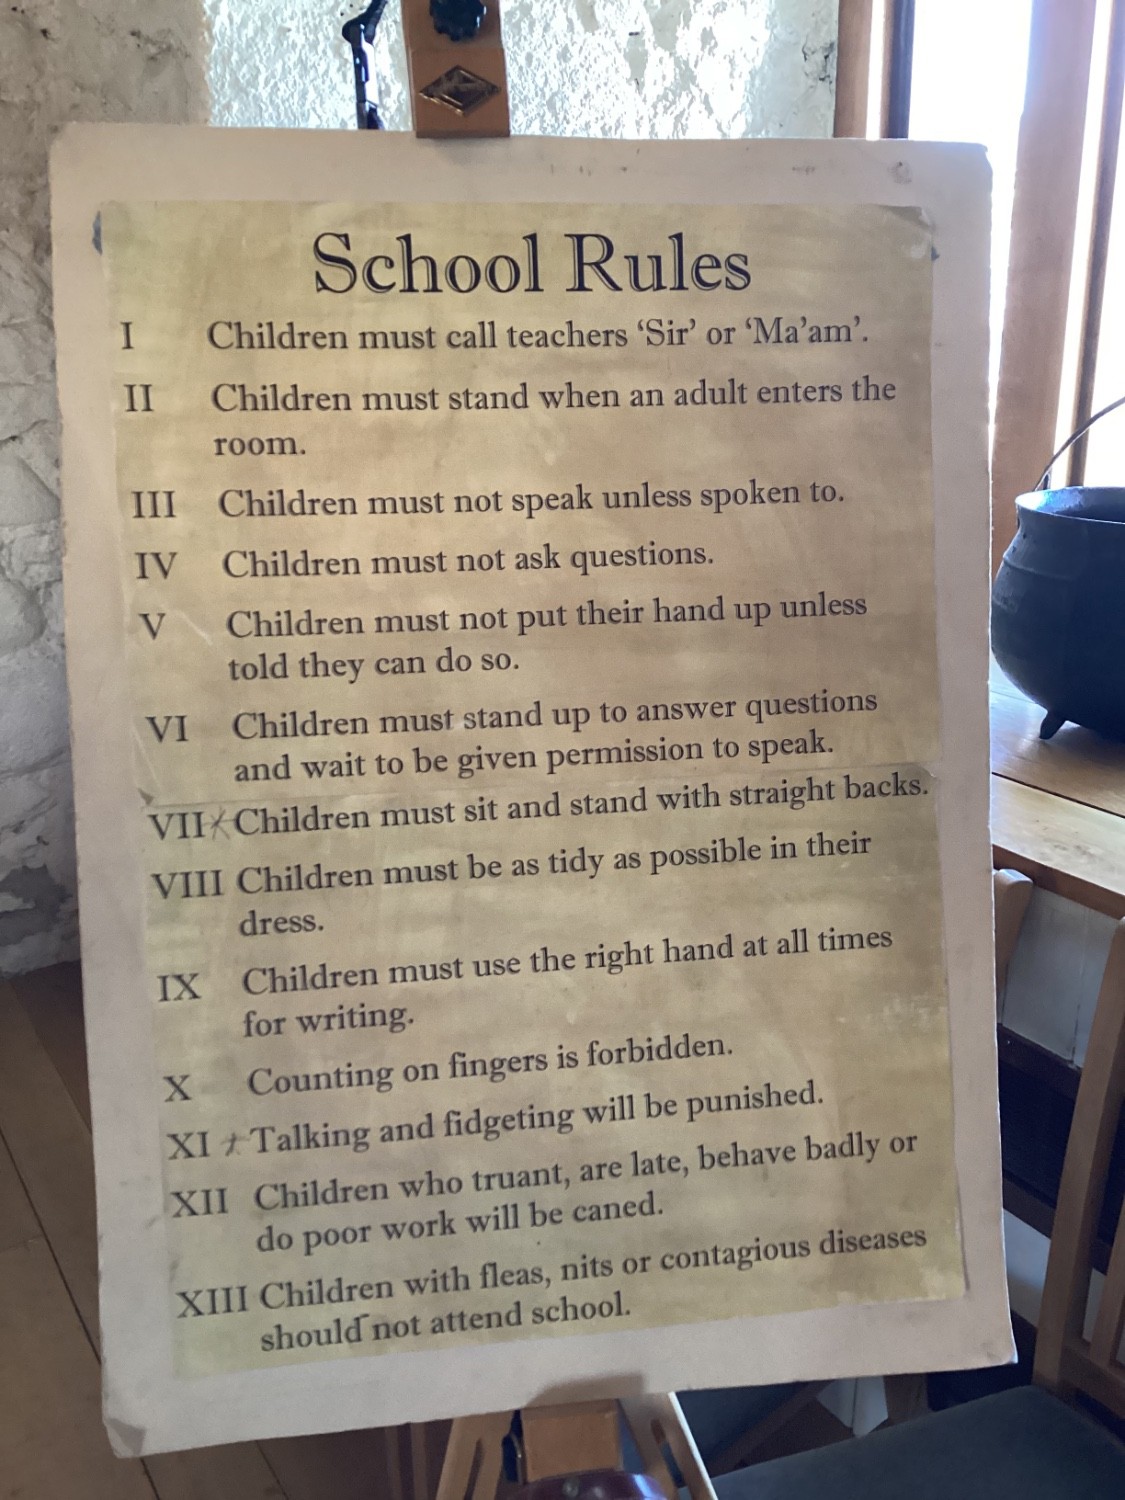 School Rules
I Children must call teachers ‘Sir’ or ‘Ma’am’.
II Children must stand when an adult enters the
room.
III Children must not speak unless spoken to.
IV Children must not ask questions.
V Children must not put their hand up unless
told they can do so.
VI Children must stand up to answer questions
and wait to be given permission to speak.
VII Children must sit and stand with straight backs.
VIII Children must be as tidy as possible in their
dress.
IX Children must use the right hand at all times
for writing.
X Counting on fingers is forbidden.
XI Talking and fidgeting will be punished.
XII Children who truant, are late, behave badly or
do poor work will be caned.
XIII Children with fleas, nits or contagious diseases
should not attend school.